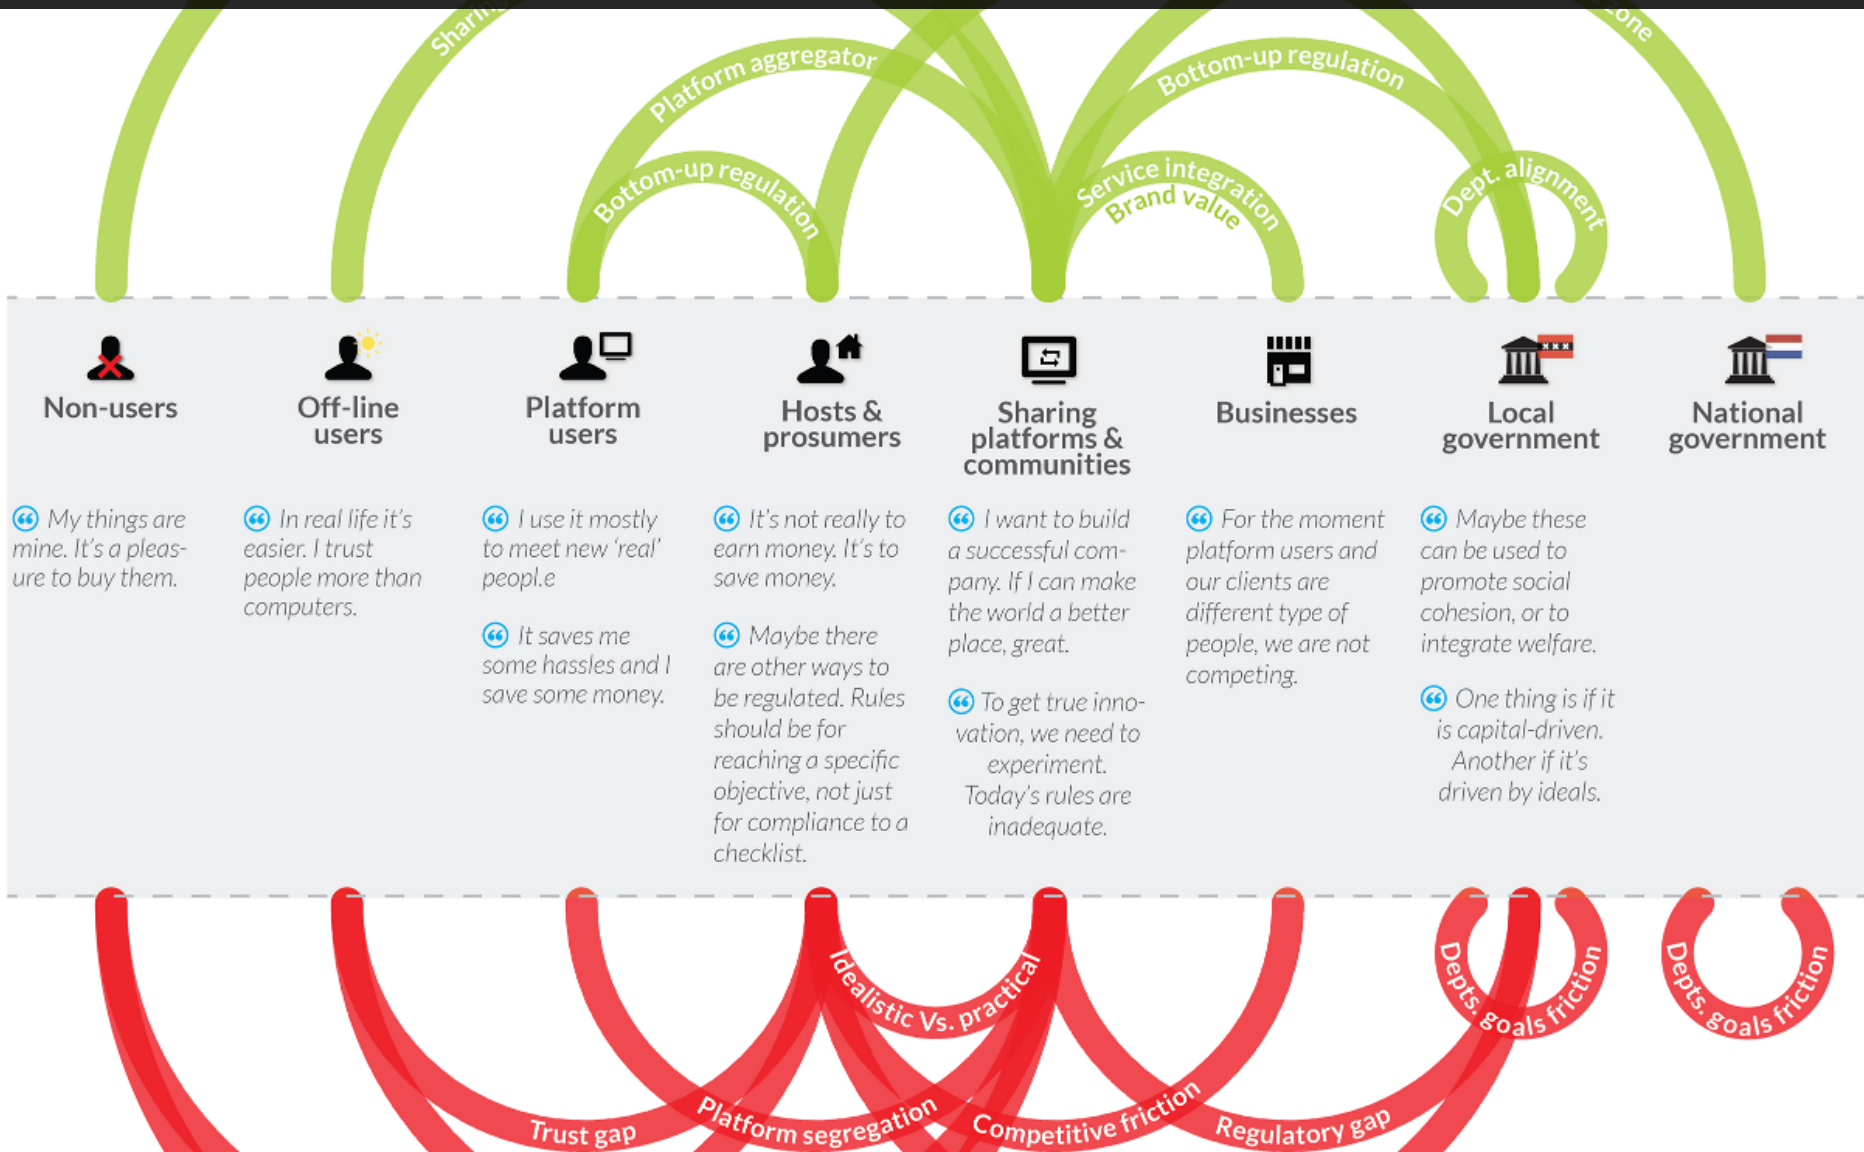 Sharing
zone
Platform aggregator
Bottom-up regulation
Bottom-up regulation
Service integration
Brand value
Dept. alignment
Non-users
Off-line
users
Platform
users
Hosts &
prosumers
Sharing
platforms &
communities
Businesses
Local
government
National
government
My things are
mine. It's a pleas-
ure to buy them.
In real life it's
easier. I trust
people more than
computers.
I use it mostly
to meet new 'real'
peopl.e
It saves me
some hassles and I
save some money.
It's not really to
earn money. It's to
save money.
Maybe there
are other ways to
be regulated. Rules
should be for
reaching a specific
objective, not just
for compliance to a
checklist.
I want to build
a successful com-
pany. If I can make
the world a better
place, great.
To get true inno-
vation, we need to
experiment.
Today's rules are
inadequate.
For the moment
platform users and
our clients are
different type of
people, we are not
competing.
Maybe these
can be used to
promote social
cohesion, or to
integrate welfare.
One thing is if it
is capital-driven.
Another if it's
driven by ideals.
Idealistic Vs. practical
Depts. goals friction
Depts. goals friction
Trust gap
Platform segregation
Competitive friction
Regulatory gap